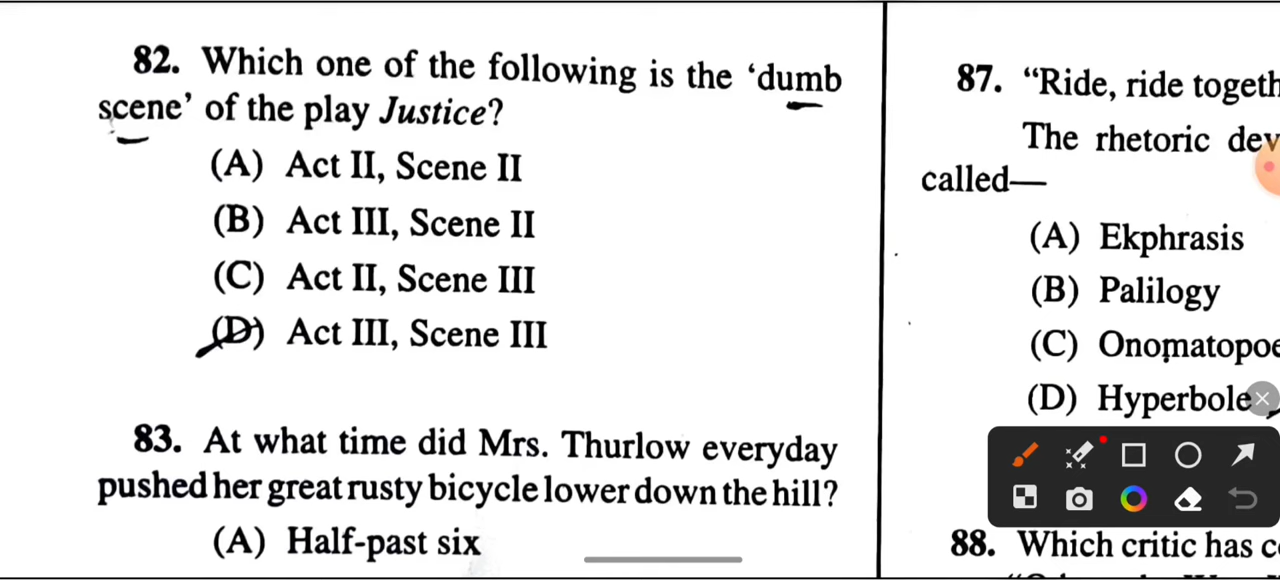 82. Which one of the following is the ‘dumb
scene’ of the play Justice?
(A) Act II, Scene II
(B) Act III, Scene II
(C) Act II, Scene III
(D) Act III, Scene III
83. At what time did Mrs. Thurlow everyday
pushed her great rusty bicycle lower down the hill?
(A) Half-past six
87. “Ride, ride togeth
The rhetoric dev
called—
(A) Ekphrasis
(B) Palilogy
(C) Onomatopoe
(D) Hyperbole
88. Which critic has c